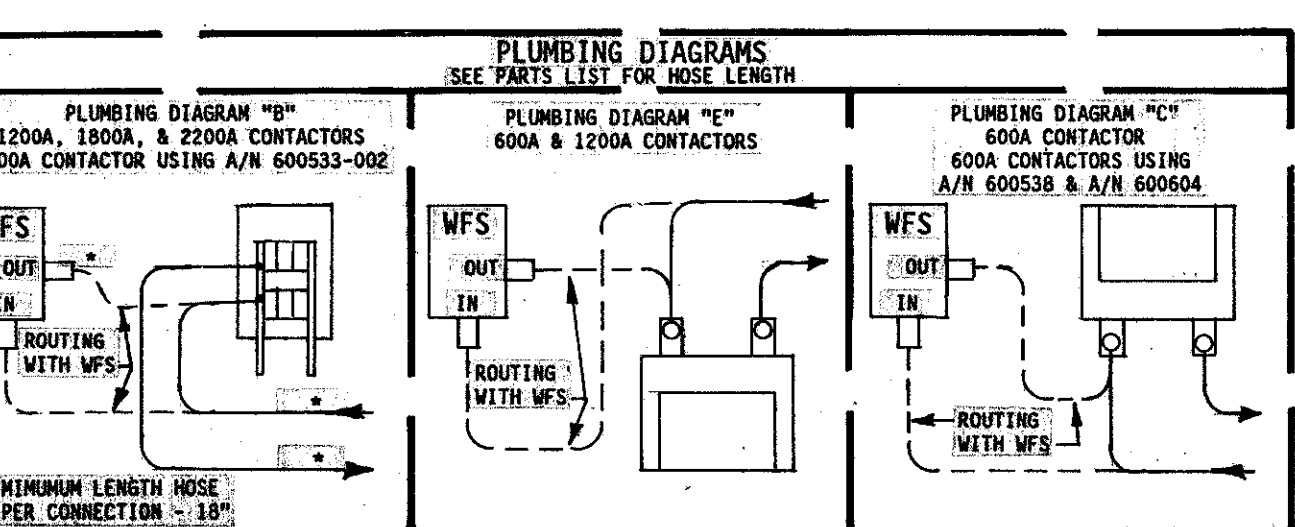 PLUMBING DIAGRAMS
SEE PARTS LIST FOR HOSE LENGTH
PLUMBING DIAGRAM "B"
1200A, 1800A, & 2200A CONTACTORS
00A CONTACTOR USING A/N 600533-002
FS
*
OUT
IN
ROUTING
WITH WFS
*
*
MIMUMUM LENGTH HOSE
PER CONNECTION - 18"
PLUMBING DIAGRAM "E"
600A & 1200A CONTACTORS
WFS
OUT
IN
ROUTING
WITH WFS
PLUMBING DIAGRAM "C"
600A CONTACTOR
600A CONTACTORS USING
A/N 600538 & A/N 600604
WFS
OUT
IN
ROUTING
WITH WFS